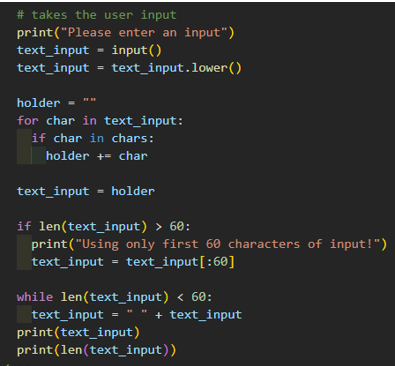 # takes the user input
print("Please enter an input")
text_input = input()
text_input = text_input.lower()

holder = ""
for char in text_input:
  if char in chars:
    holder += char

text_input = holder

if len(text_input) > 60:
  print("Using only first 60 characters of input!")
  text_input = text_input[:60]

while len(text_input) < 60:
  text_input = " " + text_input
print(text_input)
print(len(text_input))